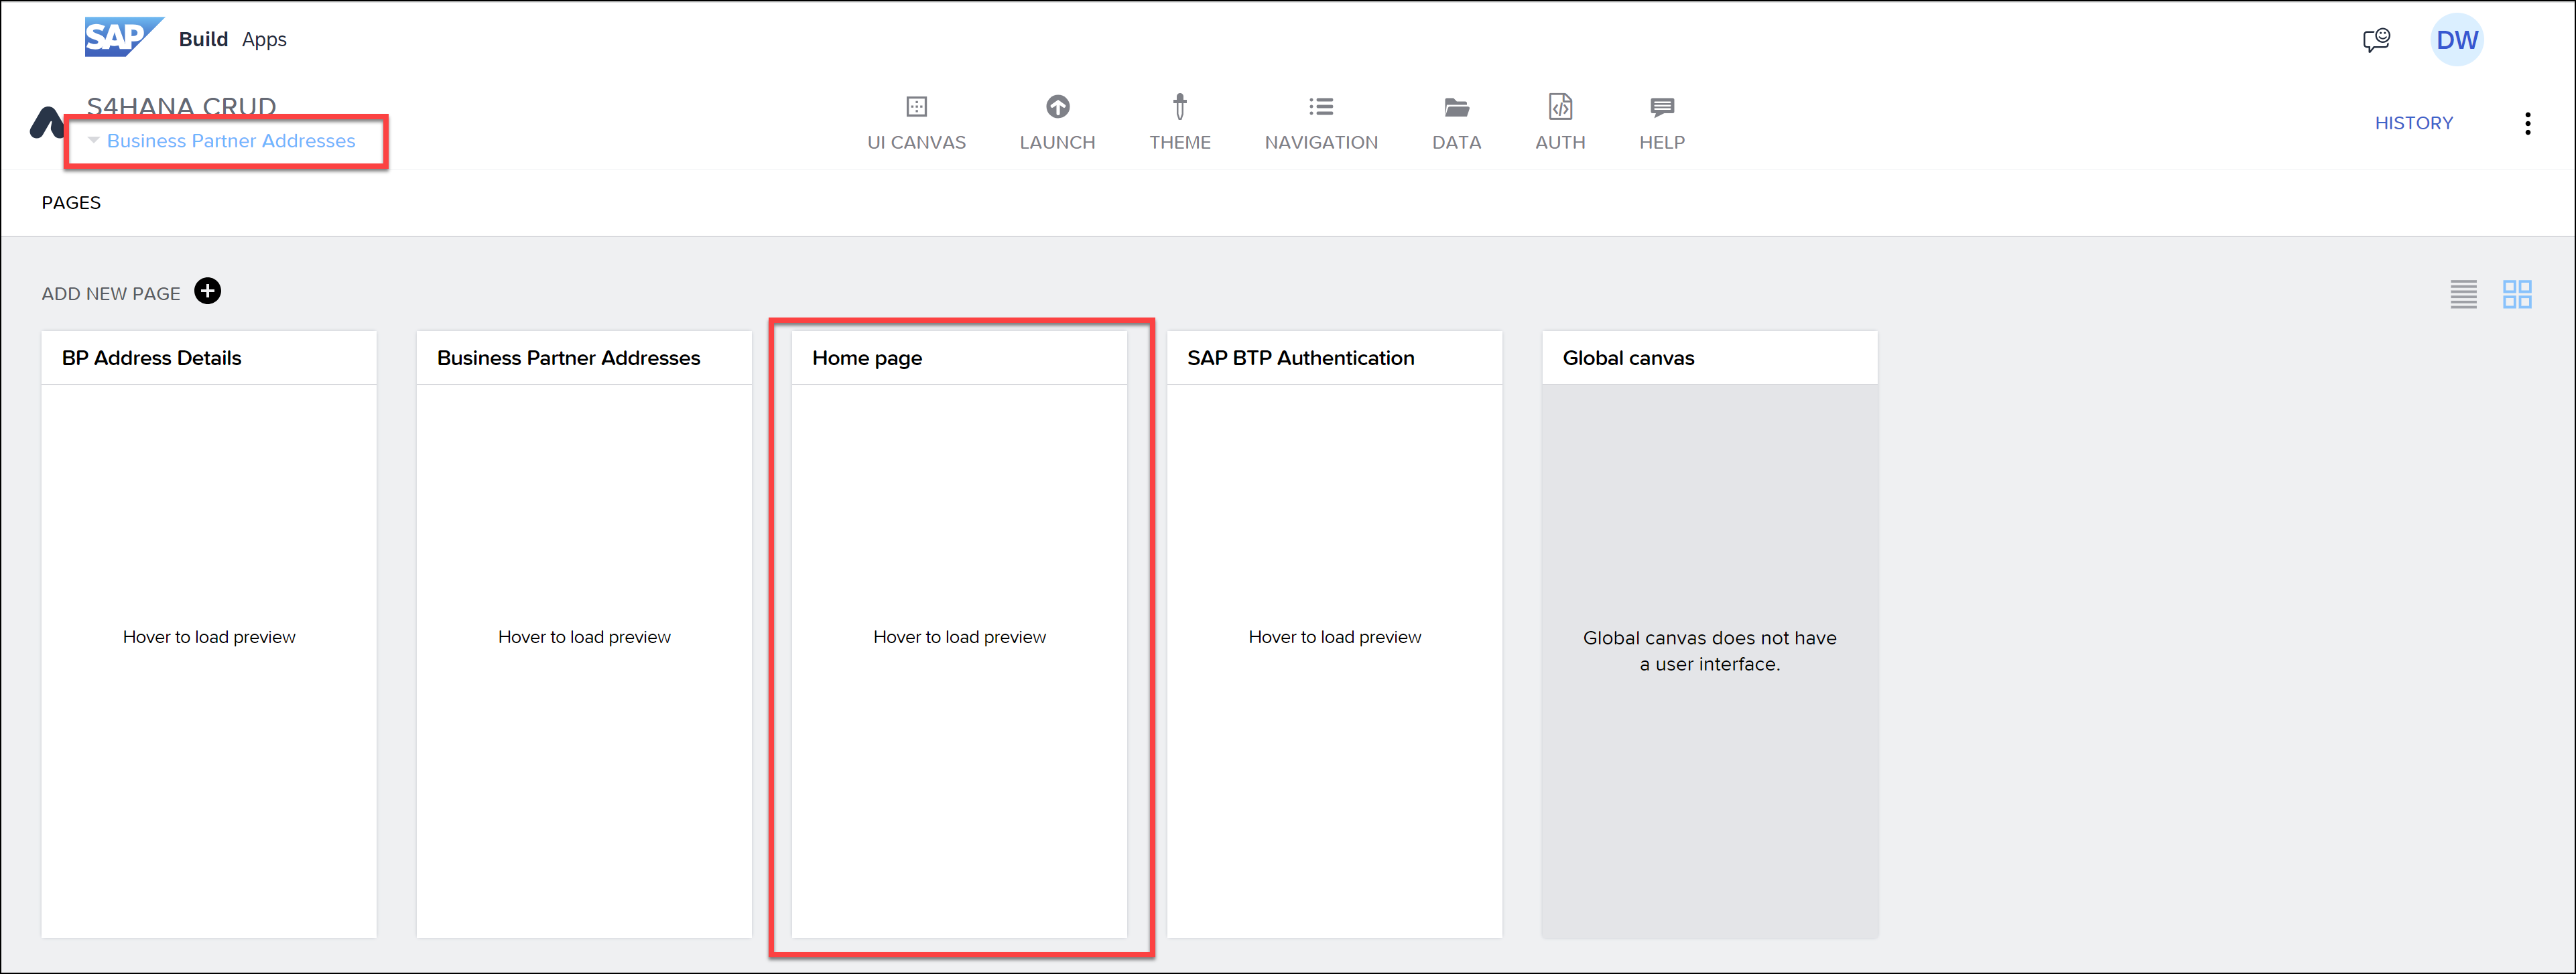 SAP Build Apps
DW
S4HANA CRUD
Business Partner Addresses
UI CANVAS
LAUNCH
THEME
NAVIGATION
DATA
AUTH
HELP
HISTORY
PAGES
ADD NEW PAGE
BP Address Details
Hover to load preview
Business Partner Addresses
Hover to load preview
Home page
Hover to load preview
SAP BTP Authentication
Hover to load preview
Global canvas
Global canvas does not have
a user interface.